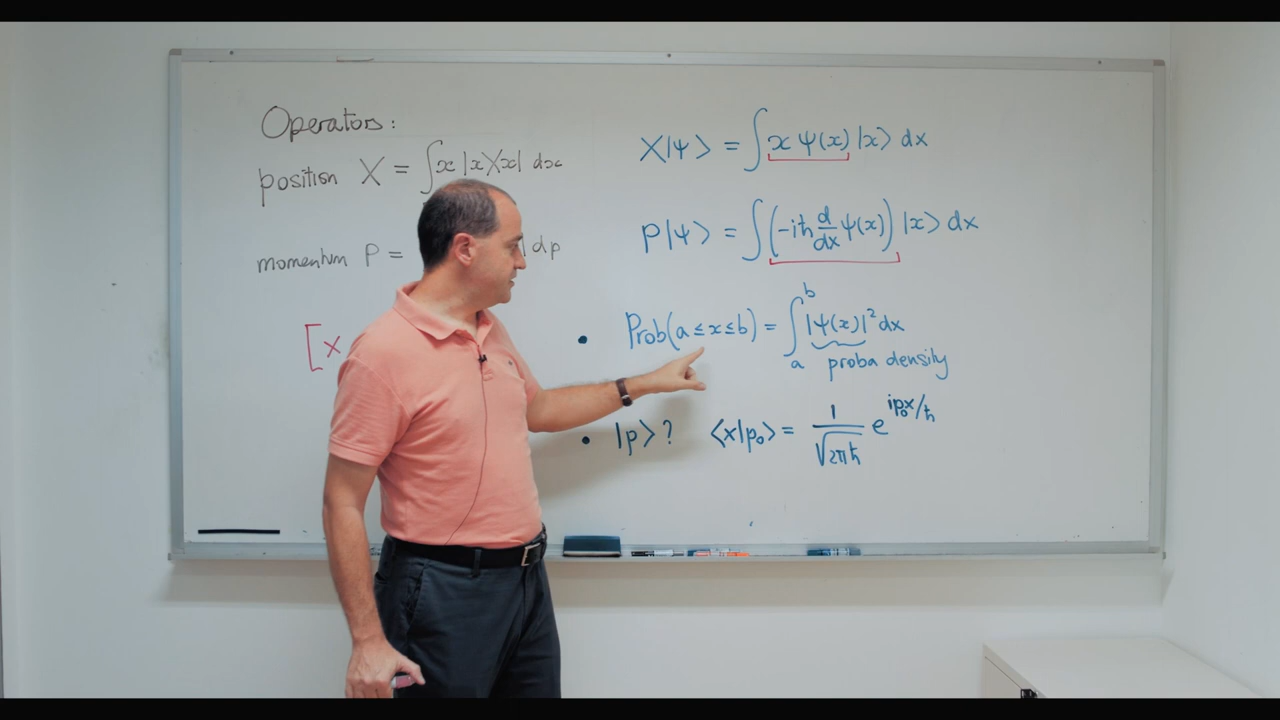 Operators:
position X = ∫x |x⟩⟨x| dx
momentum P = | dp
[x
X|Ψ⟩ = ∫x Ψ(x) |x⟩ dx
P|Ψ⟩ = ∫(-iħ d/dx Ψ(x)) |x⟩ dx
• Prob(a ≤ x ≤ b) = ∫_a^b |Ψ(x)|² dx
proba density
• |p⟩ ? ⟨x|p₀⟩ = 1/√(2πħ) e^{ip₀x/ħ}